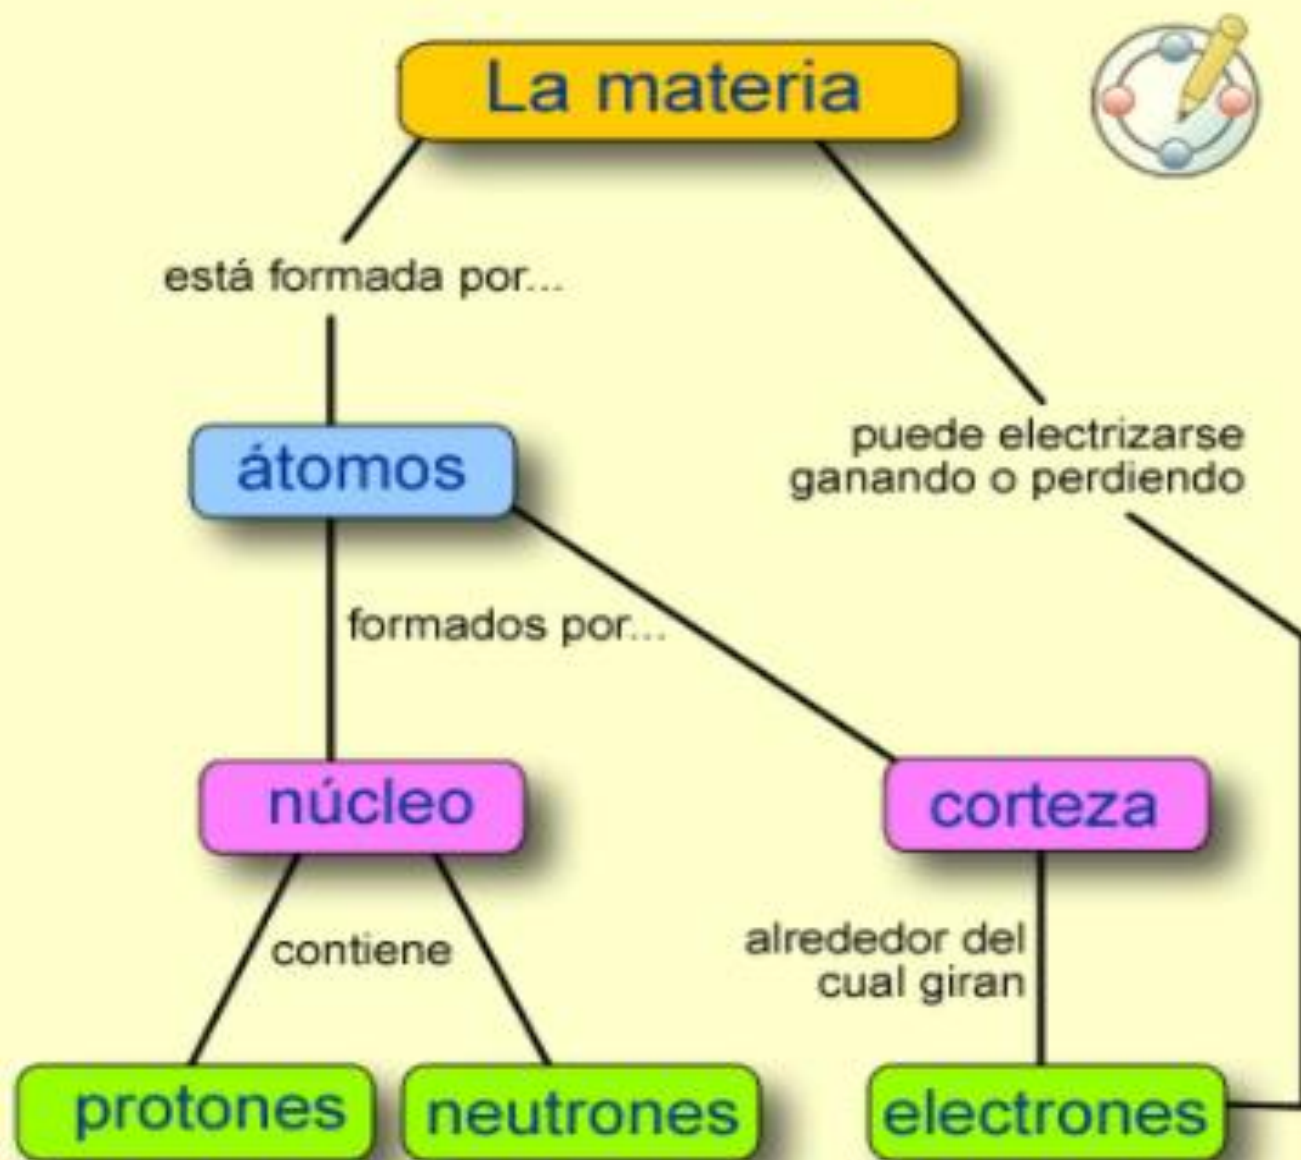 La materia
está formada por...
puede electrizarse
ganando o perdiendo
átomos
formados por...
núcleo
corteza
contiene
alrededor del
cual giran
protones
neutrones
electrones